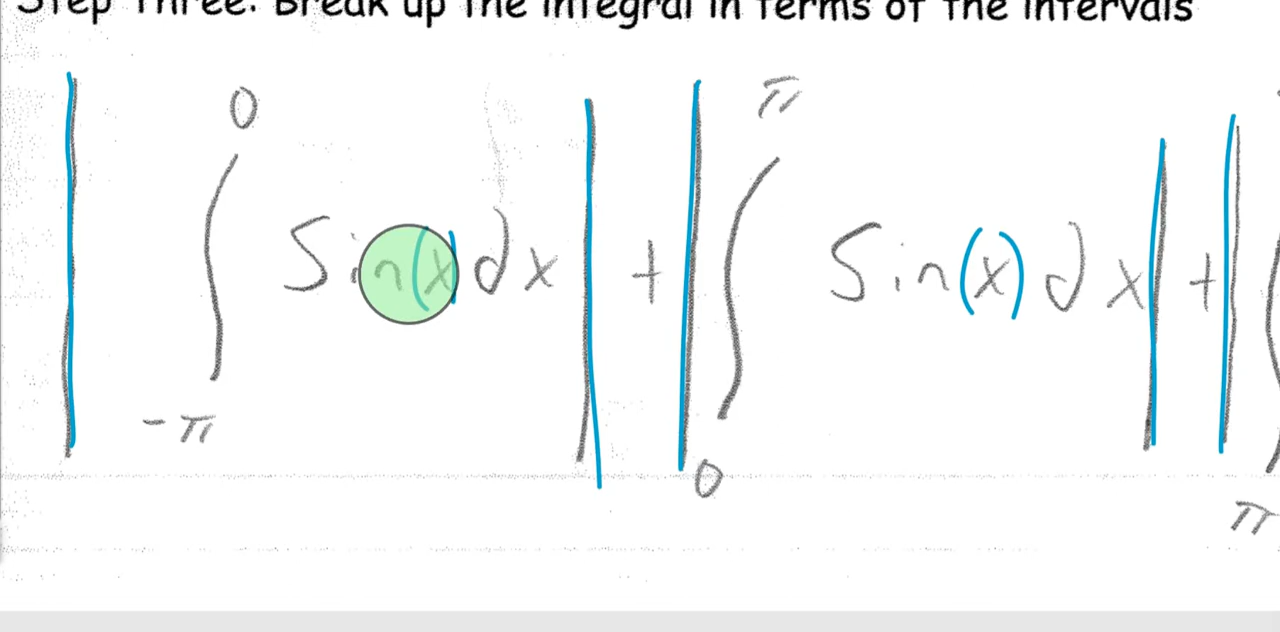 Step Three: Break up the integral in terms of the intervals
| ∫_{-π}^{0} Sin(x) dx | + | ∫_{0}^{π} Sin(x) dx | + | ∫_{π}